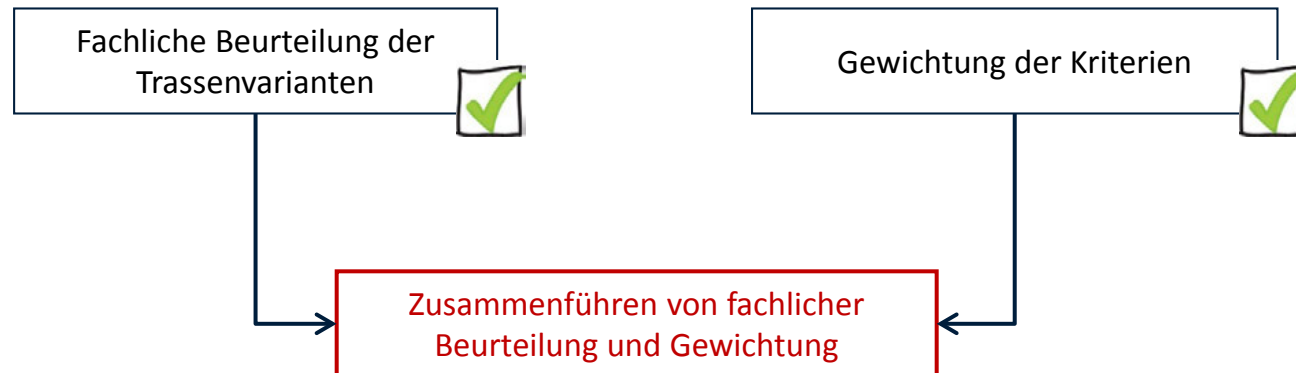 Fachliche Beurteilung der
Trassenvarianten
Gewichtung der Kriterien
Zusammenführen von fachlicher
Beurteilung und Gewichtung